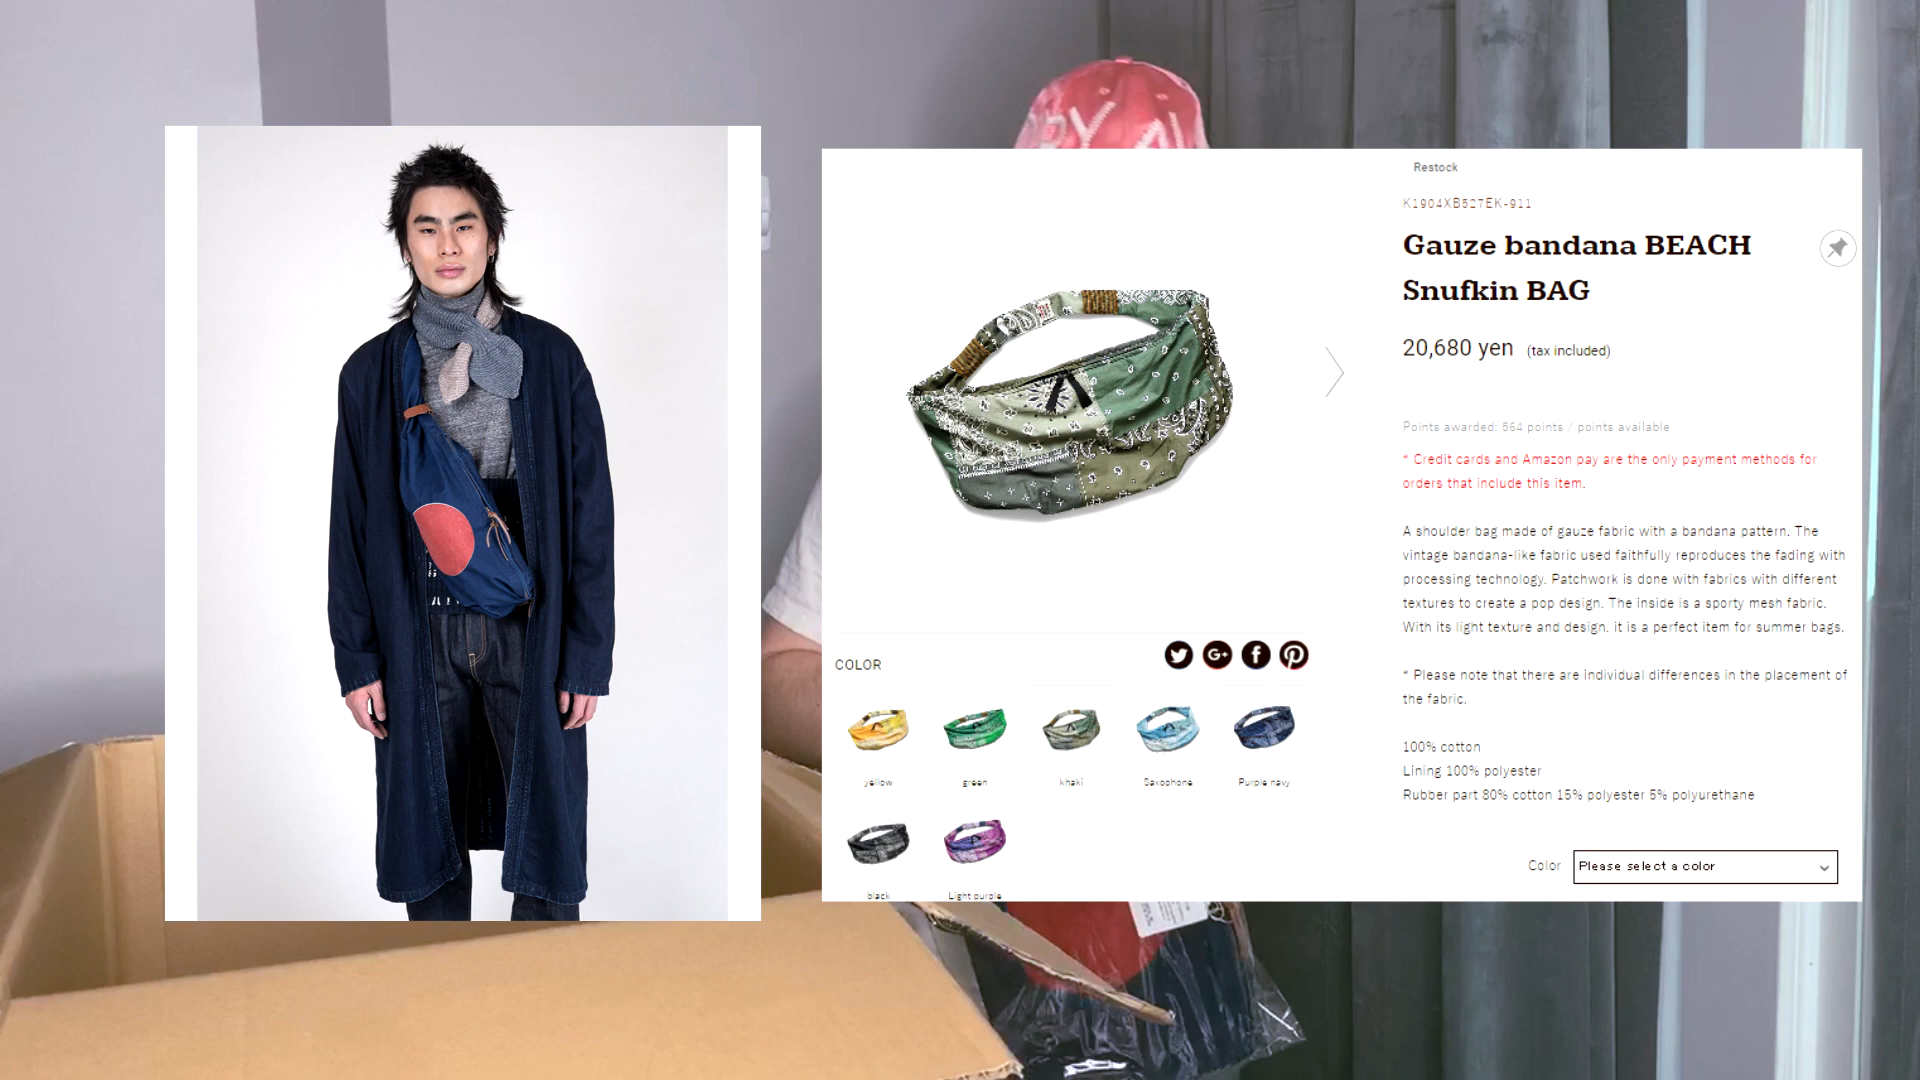 Restock
K1904XB527EK-911
Gauze bandana BEACH
Snufkin BAG
20,680 yen (tax included)
Points awarded: 564 points / points available
* Credit cards and Amazon pay are the only payment methods for
orders that include this item.
A shoulder bag made of gauze fabric with a bandana pattern. The
vintage bandana-like fabric used faithfully reproduces the fading with
processing technology. Patchwork is done with fabrics with different
textures to create a pop design. The inside is a sporty mesh fabric.
With its light texture and design, it is a perfect item for summer bags.
* Please note that there are individual differences in the placement of
the fabric.
100% cotton
Lining 100% polyester
Rubber part 80% cotton 15% polyester 5% polyurethane
Color Please select a color
COLOR
yellow green khaki Saxophone Purple navy
black Light purple